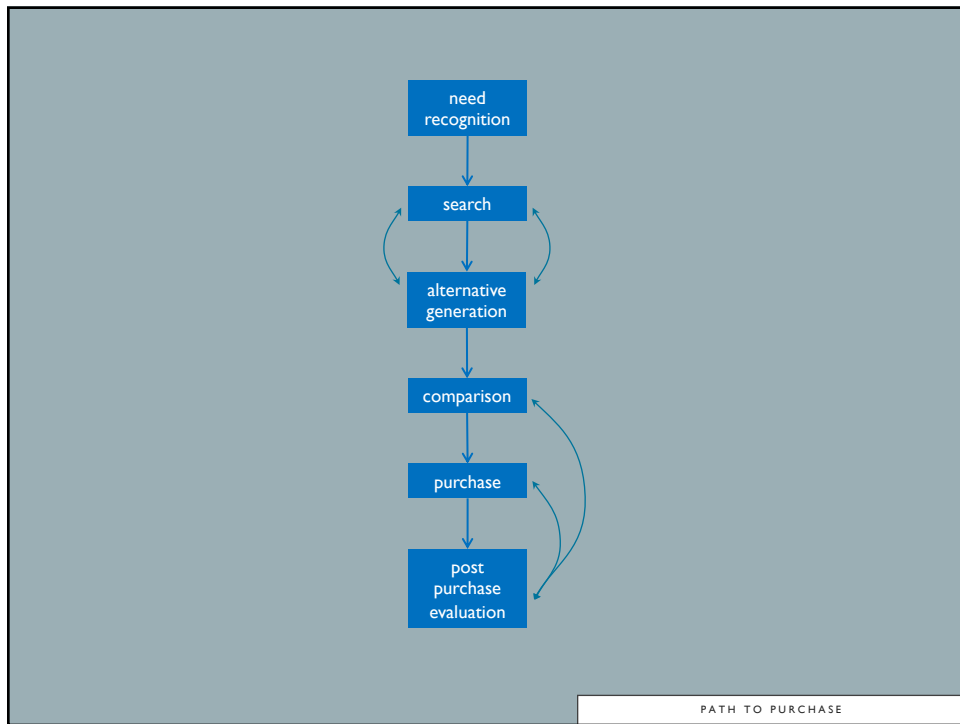 need
recognition
search
alternative
generation
comparison
purchase
post
purchase
evaluation
PATH TO PURCHASE